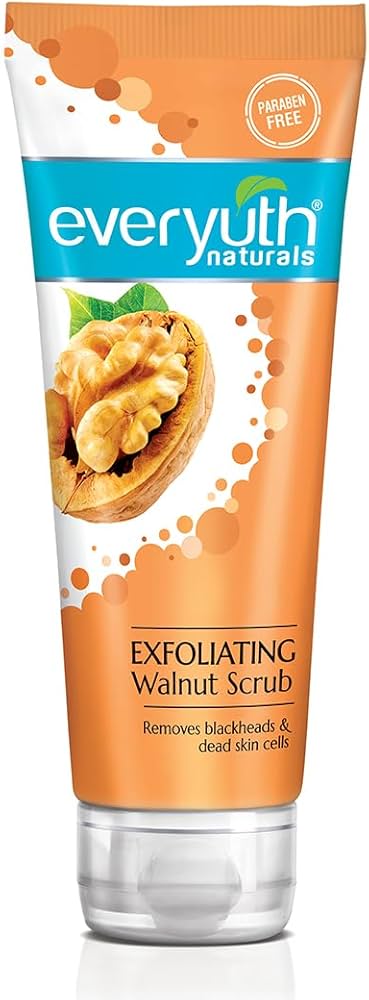 PARABEN
FREE
everyuth®
naturals
EXFOLIATING
Walnut Scrub
Removes blackheads &
dead skin cells